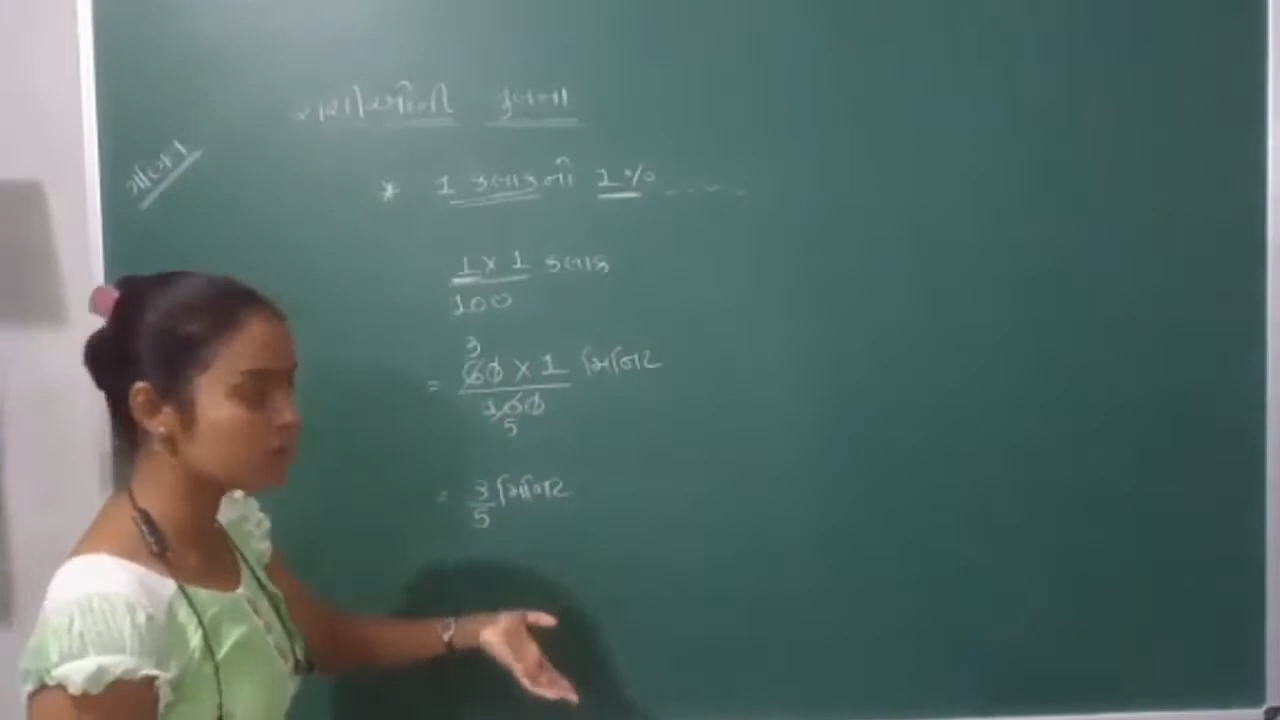 રાશીઓની તુલના
ગણિત
* 1 કલાકની 1% -----
1 × 1 કલાક
100
3
= 60 × 1 મિનિટ
100
5
= 3 મિનિટ
5